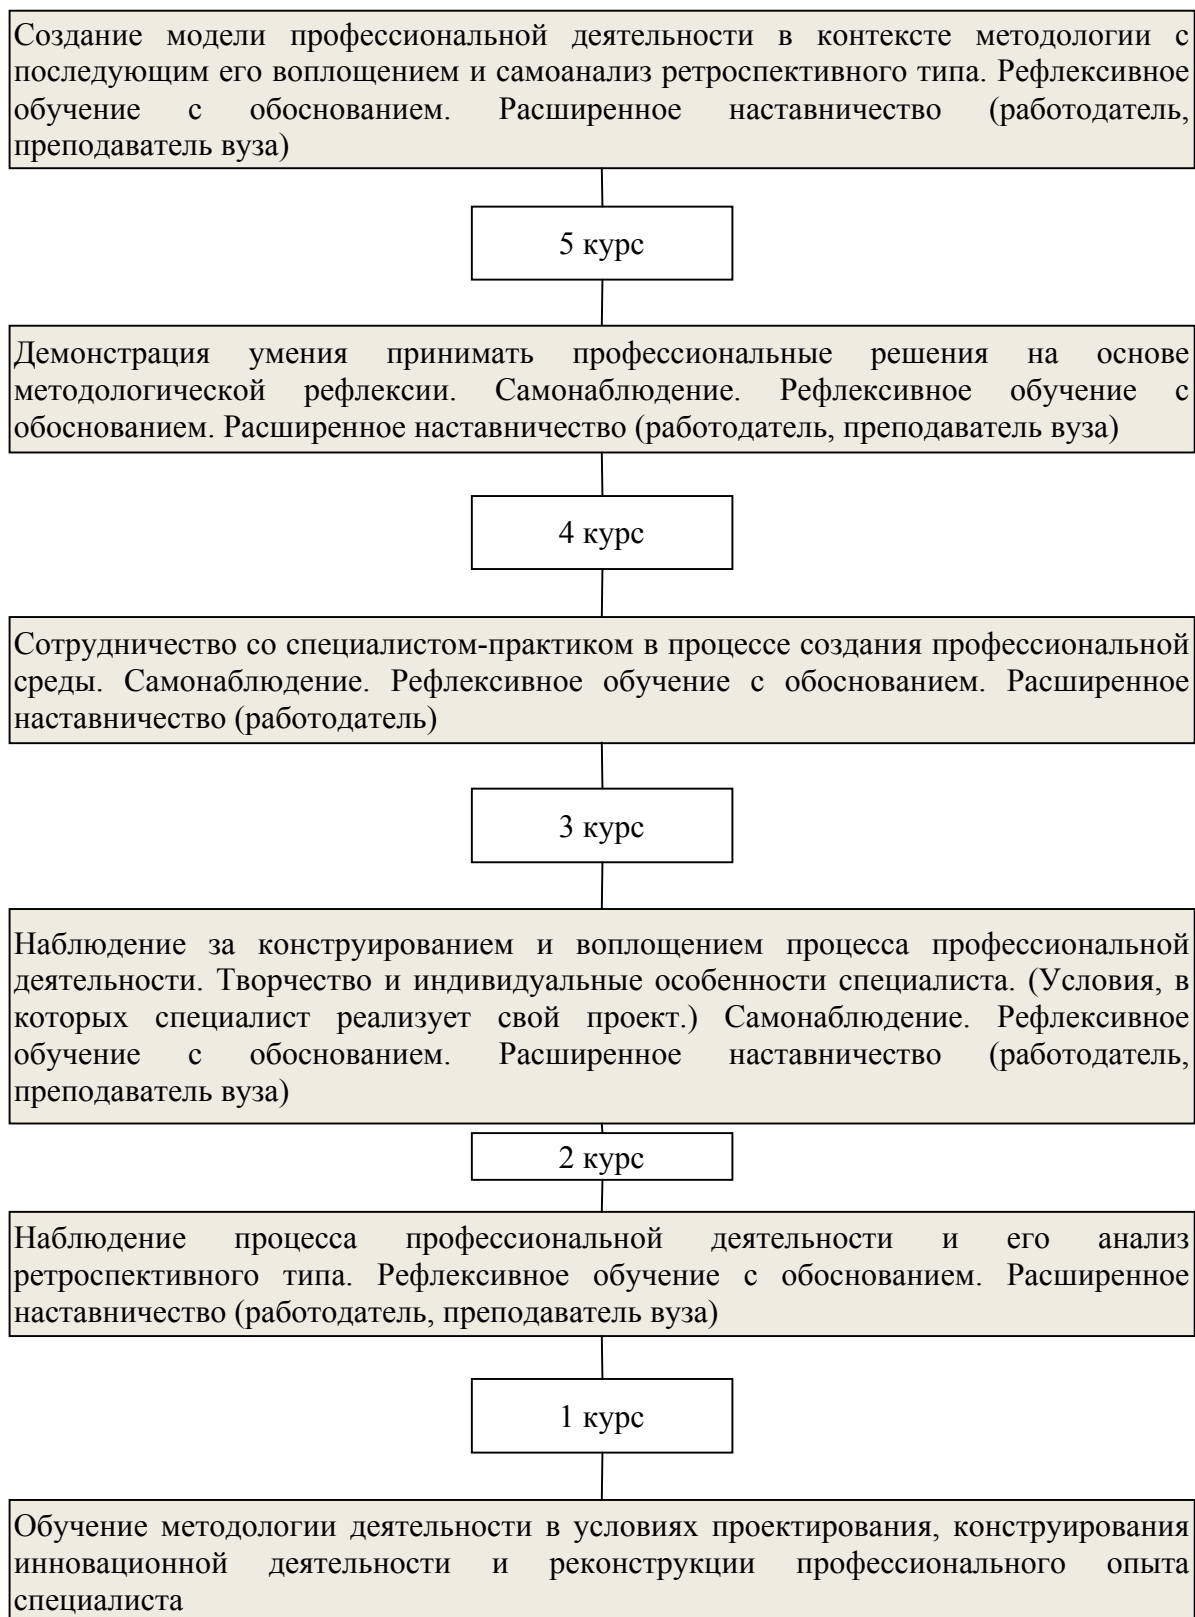 Создание модели профессиональной деятельности в контексте методологии с
последующим его воплощением и самоанализ ретроспективного типа. Рефлексивное
обучение с обоснованием. Расширенное наставничество (работодатель,
преподаватель вуза)
5 курс
Демонстрация умения принимать профессиональные решения на основе
методологической рефлексии. Самонаблюдение. Рефлексивное обучение с
обоснованием. Расширенное наставничество (работодатель, преподаватель вуза)
4 курс
Сотрудничество со специалистом-практиком в процессе создания профессиональной
среды. Самонаблюдение. Рефлексивное обучение с обоснованием. Расширенное
наставничество (работодатель)
3 курс
Наблюдение за конструированием и воплощением процесса профессиональной
деятельности. Творчество и индивидуальные особенности специалиста. (Условия, в
которых специалист реализует свой проект.) Самонаблюдение. Рефлексивное
обучение с обоснованием. Расширенное наставничество (работодатель,
преподаватель вуза)
2 курс
Наблюдение процесса профессиональной деятельности и его анализ
ретроспективного типа. Рефлексивное обучение с обоснованием. Расширенное
наставничество (работодатель, преподаватель вуза)
1 курс
Обучение методологии деятельности в условиях проектирования, конструирования
инновационной деятельности и реконструкции профессионального опыта
специалиста